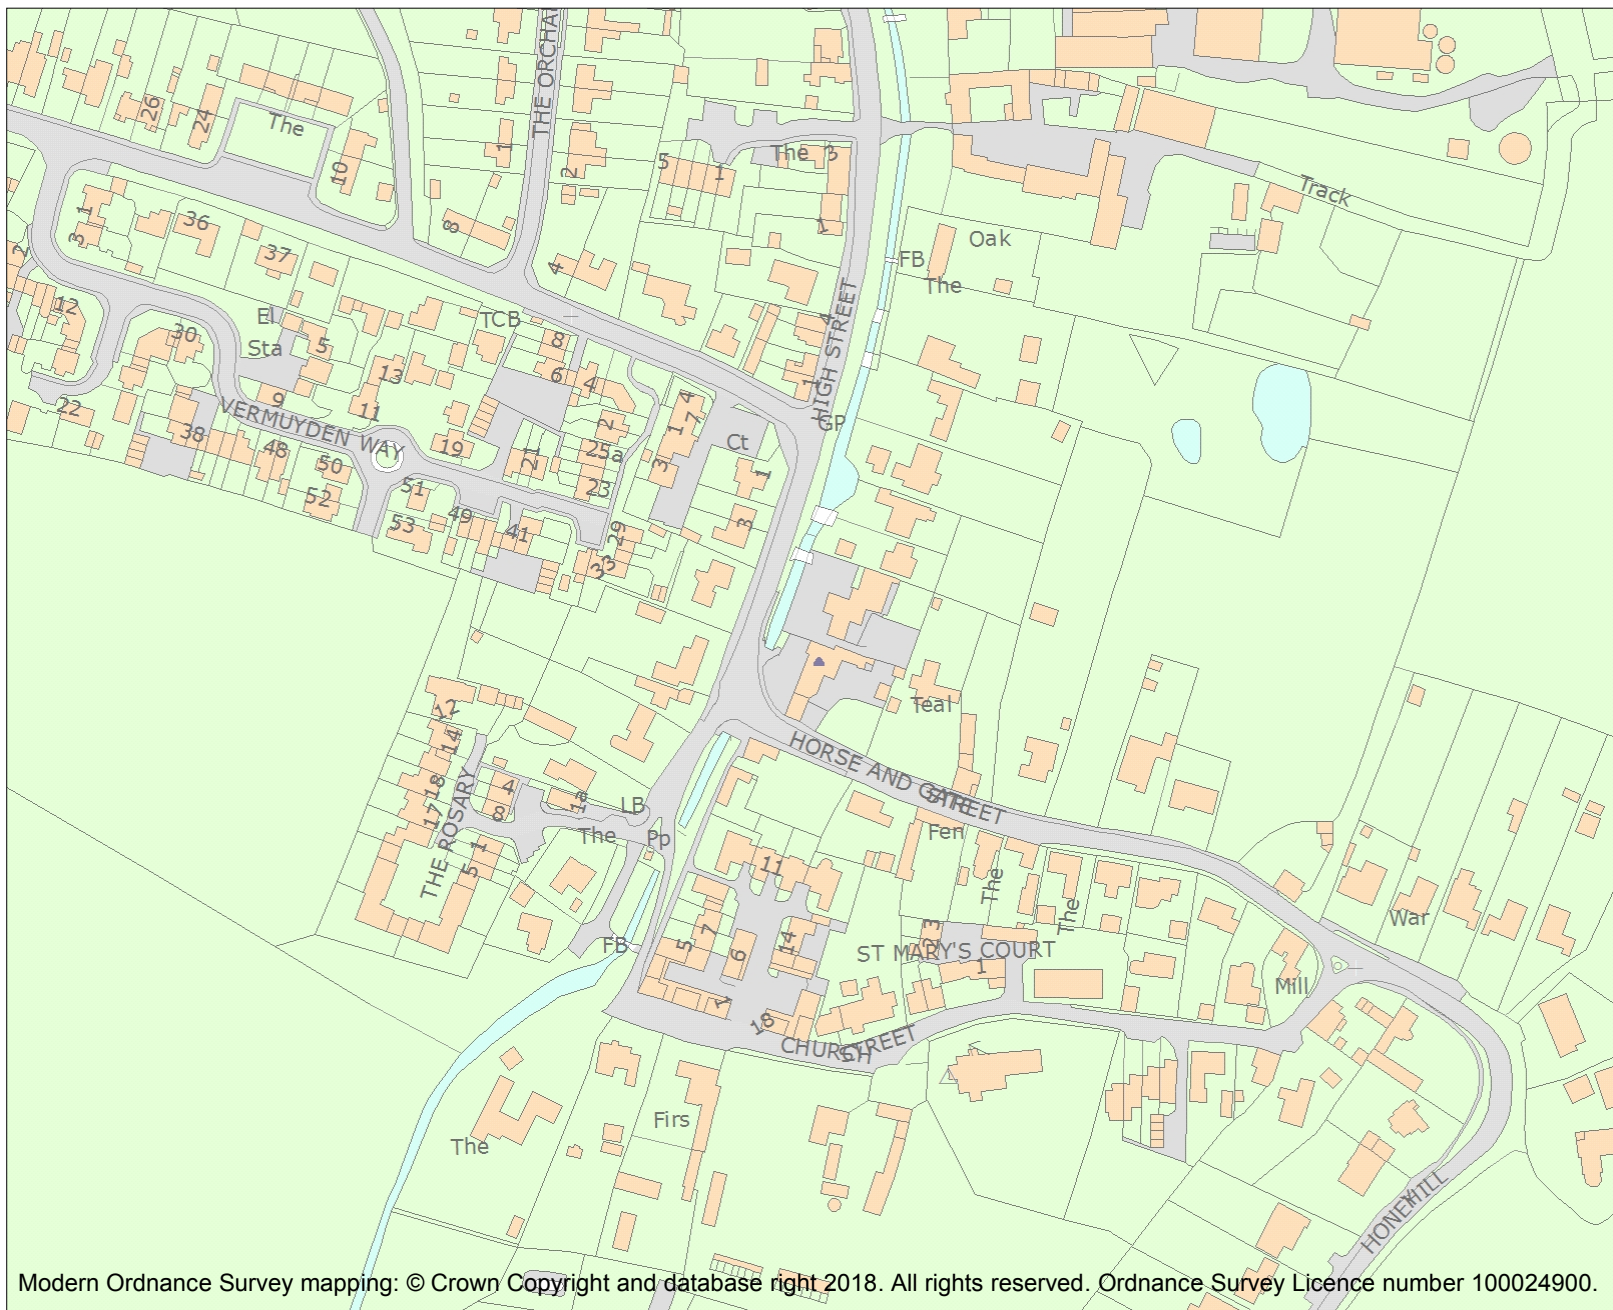 THE ORCHA
26
24
The
10
1
2
8
4
5
1
The
3
1
Oak
FB
The
Track
1
3
2
36
37
12
30
El
Sta
5
TCB
8
6
4
13
11
9
22
VERMUYDEN WAY
38
48
50
52
51
53
49
41
19
21
2
25a
23
29
33
4
7
1
3
Ct
1
3
4
1
HIGH STREET
GP
Teal
12
14
18
17
THE ROSARY
4
8
1
5
1a
LB
The
Pp
FB
HORSE AND GATE
STREET
Fen
The
The
War
11
7
5
6
14
1
18
3
2
ST MARY'S COURT
1
Mill
CHURCH
STREET
The
Firs
HONEYHILL
Modern Ordnance Survey mapping: © Crown Copyright and database right 2018. All rights reserved. Ordnance Survey Licence number 100024900.